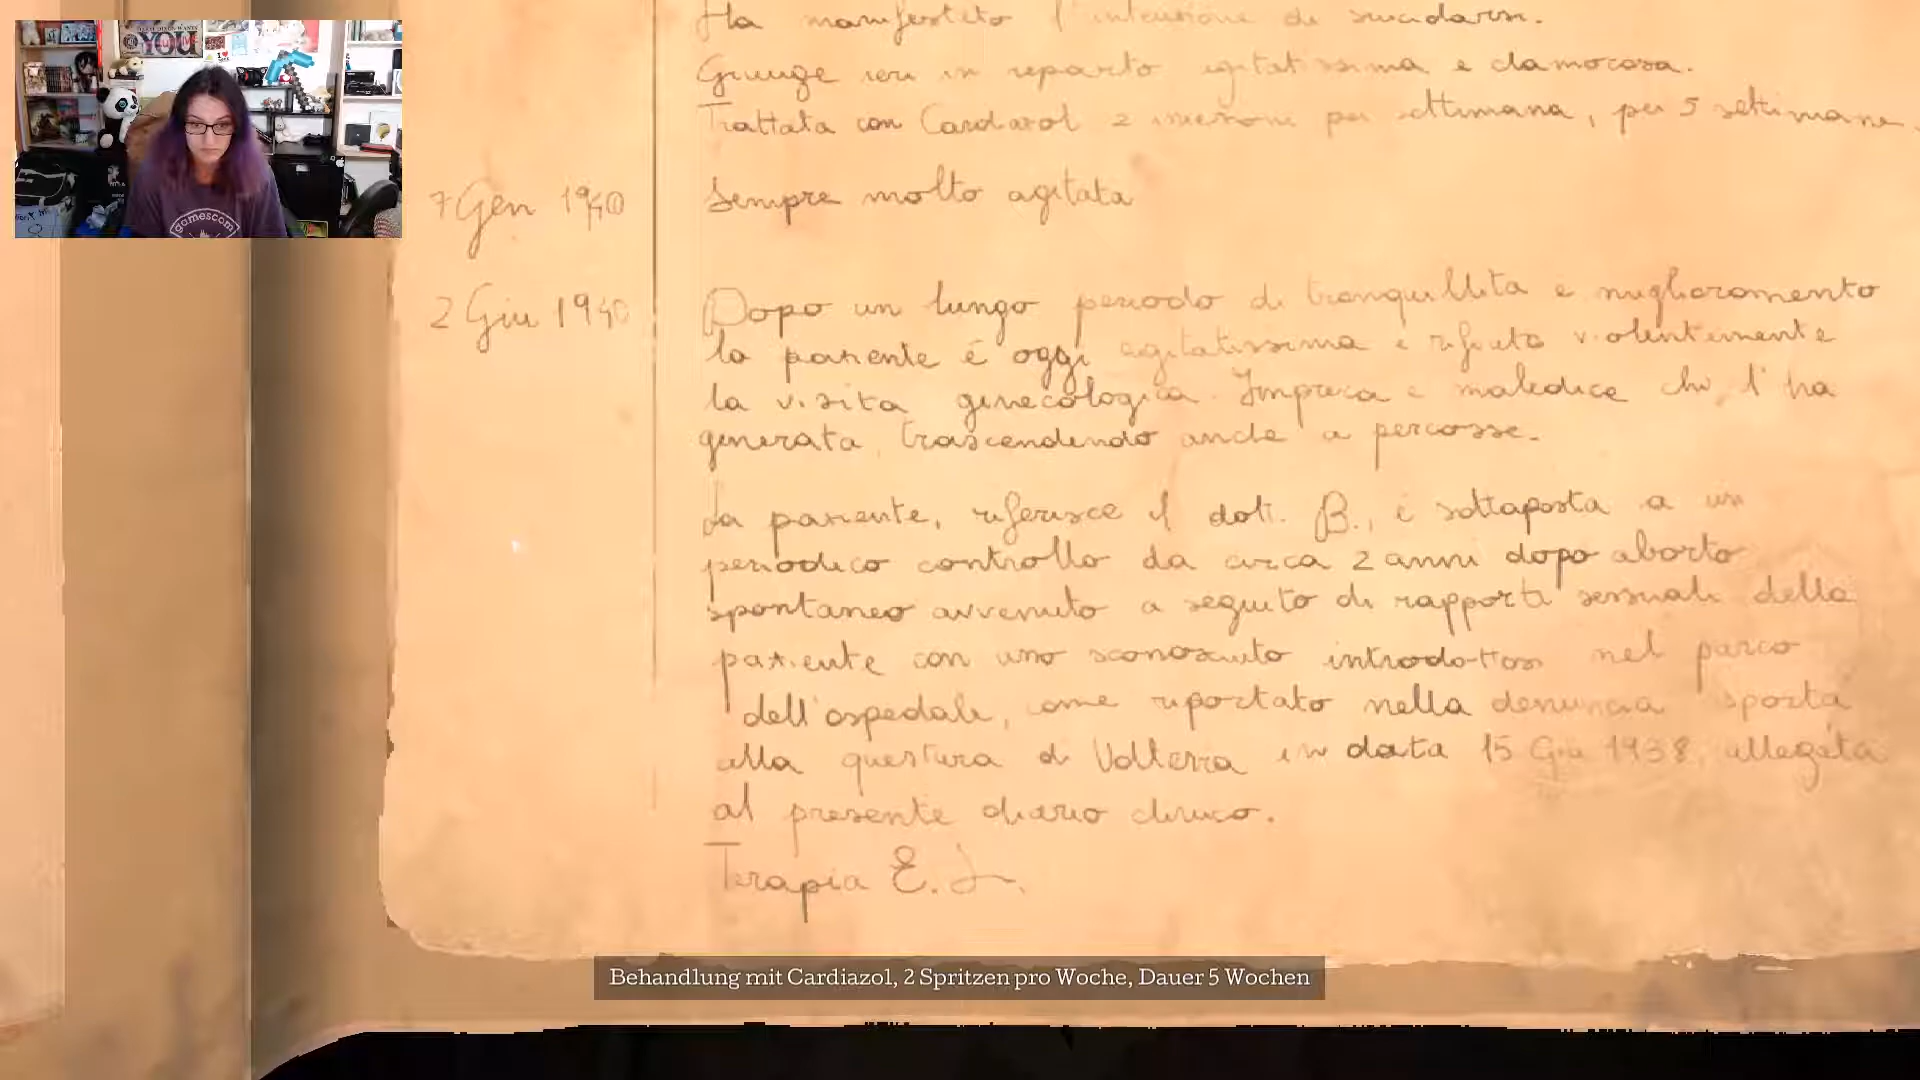 Ha manifestato l'intenzione di suicidarsi.
Giunge ieri in reparto agitatissima e clamorosa.
Trattata con Cardiazol 2 iniezioni per settimana, per 5 settimane.
7 Gen 1940
Sempre molto agitata
2 Giu 1940
Dopo un lungo periodo di tranquillità e miglioramento
la paziente é oggi agitatissima e rifiuta violentemente
la visita ginecologica. Impreca e maledice chi l'ha
generata, trascendendo anche a percosse.
La paziente, riferisce il dott. B., é sottoposta a un
periodico controllo da circa 2 anni dopo aborto
spontaneo avvenuto a seguito di rapporti sessuali della
paziente con uno sconosciuto introdottosi nel parco
dell'ospedale, come riportato nella denuncia sporta
alla questura di Volterra in data 15 Giu 1938, allegata
al presente diario clinico.
Terapia E.
Behandlung mit Cardiazol, 2 Spritzen pro Woche, Dauer 5 Wochen
YOU
gamescom